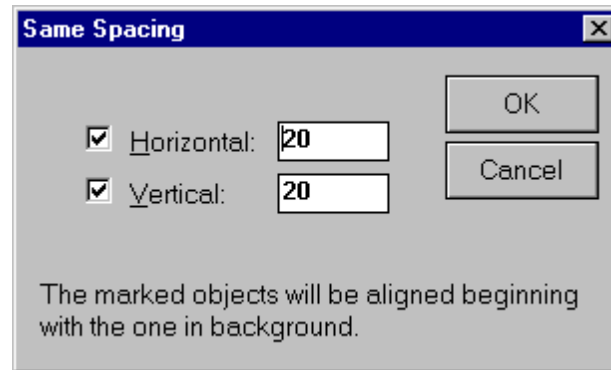 Same Spacing
Horizontal: 20
Vertical: 20
OK
Cancel
The marked objects will be aligned beginning
with the one in background.